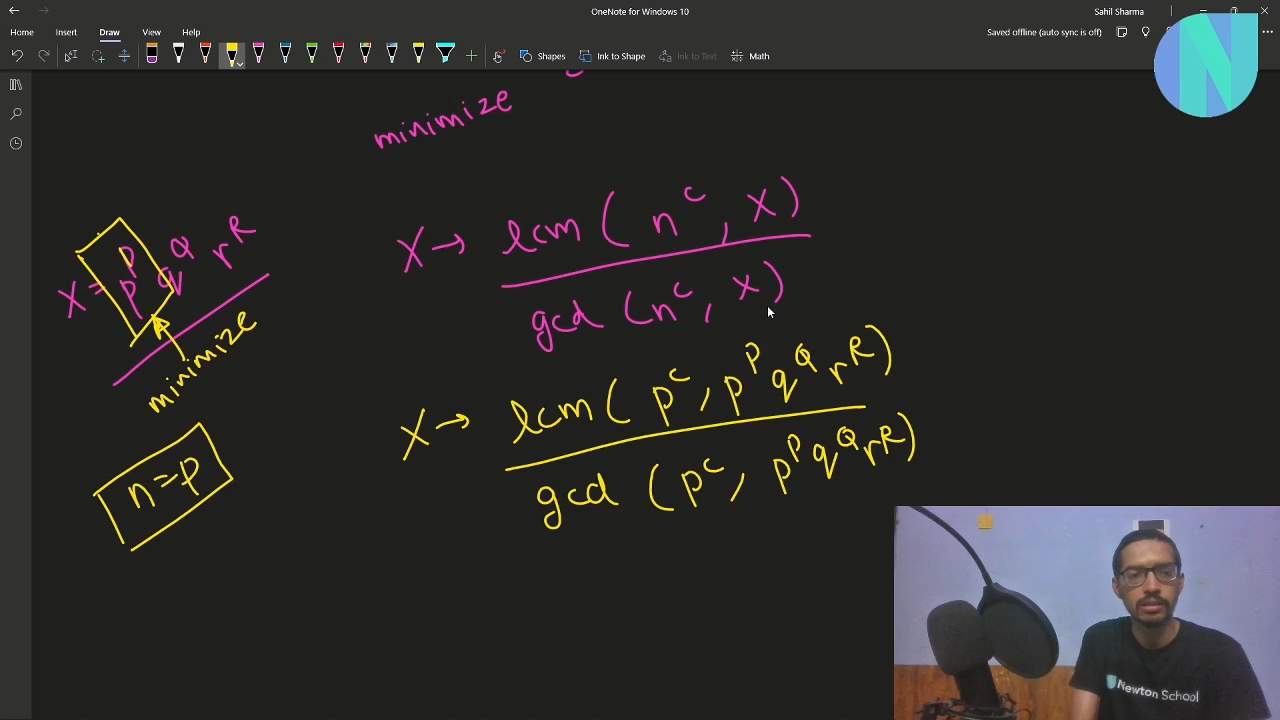 OneNote for Windows 10
Sahil Sharma
Home Insert Draw View Help
Saved offline (auto sync is off)
Shapes Ink to Shape Ink to Text Math
minimize
X → lcm ( n^c , X )
gcd ( n^c , X )
X = p^P q^Q r^R
minimize
X → lcm ( p^c , p^P q^Q r^R )
gcd ( p^c , p^P q^Q r^R )
n = p
Newton School